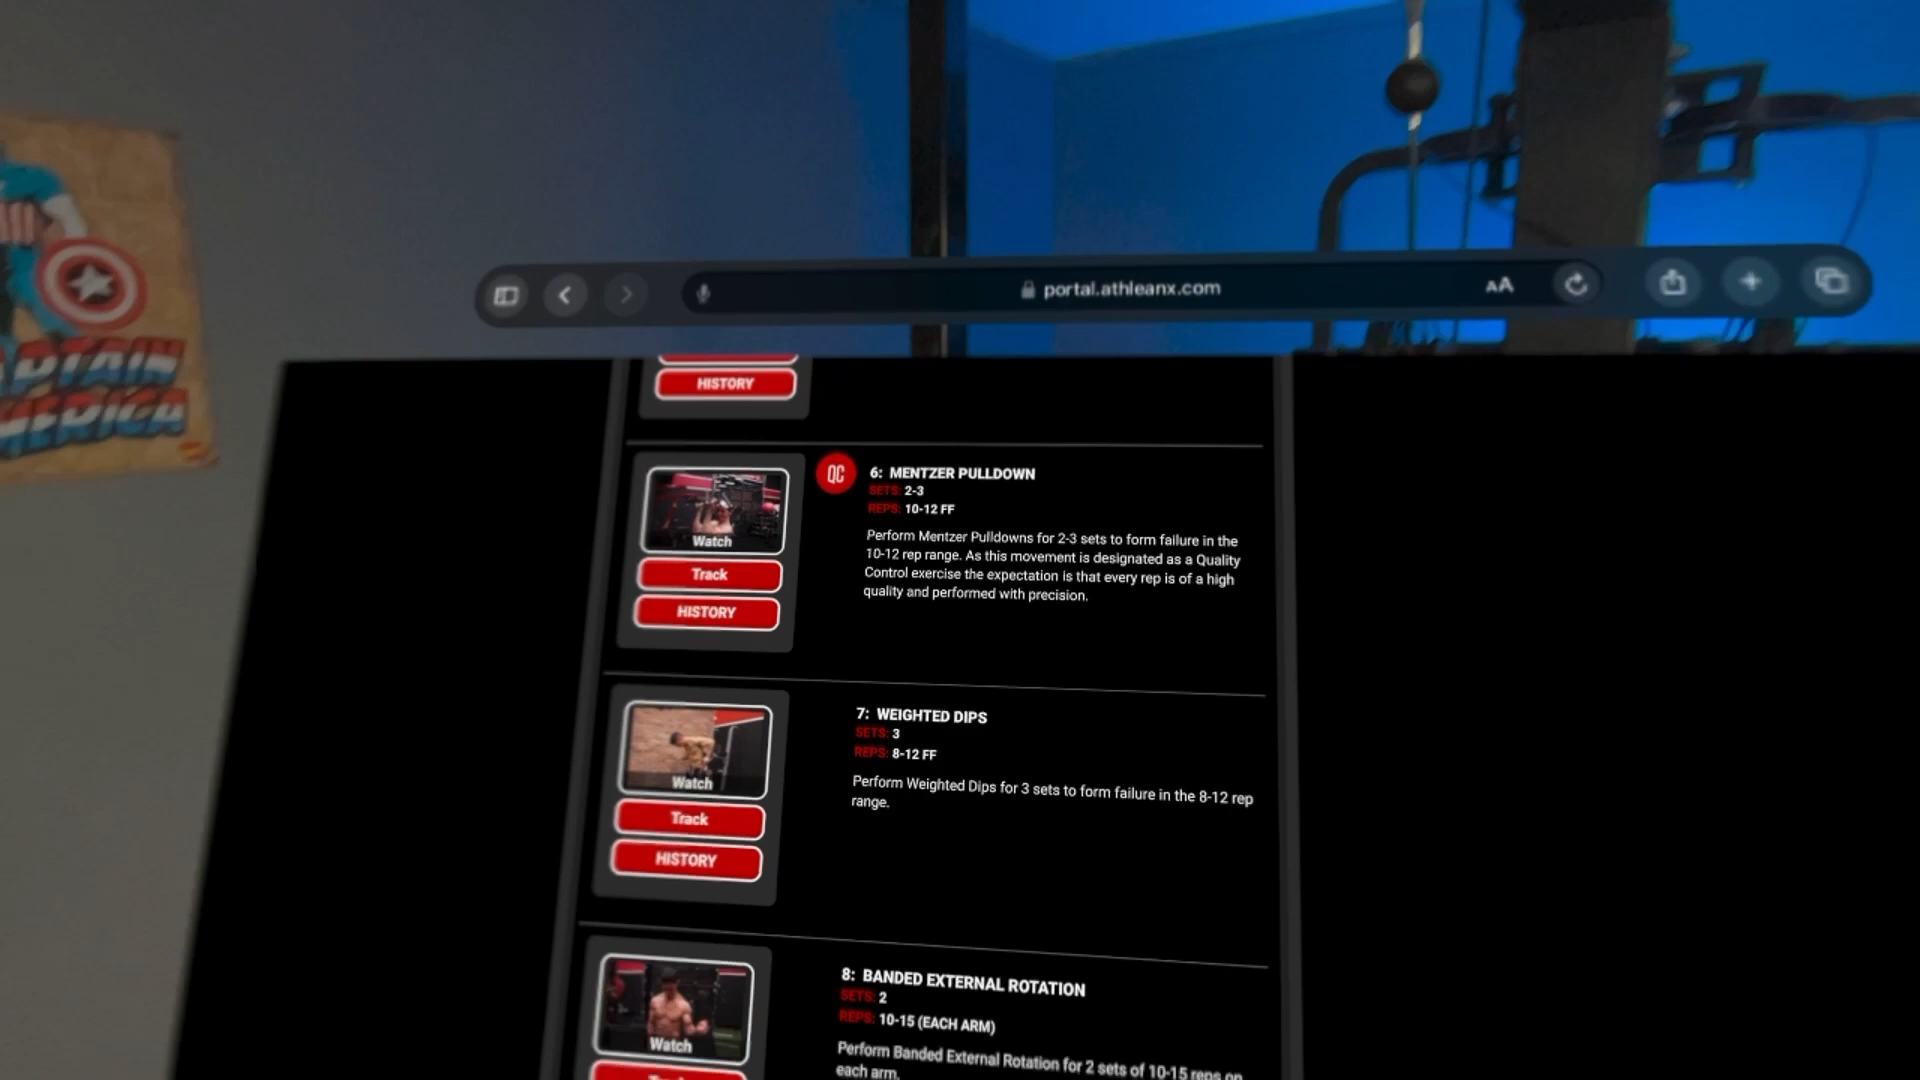 portal.athleanx.com
AA
CAPTAIN
AMERICA
HISTORY
QC
6: MENTZER PULLDOWN
SETS: 2-3
REPS: 10-12 FF
Perform Mentzer Pulldowns for 2-3 sets to form failure in the
10-12 rep range. As this movement is designated as a Quality
Control exercise the expectation is that every rep is of a high
quality and performed with precision.
Watch
Track
HISTORY
7: WEIGHTED DIPS
SETS: 3
REPS: 8-12 FF
Perform Weighted Dips for 3 sets to form failure in the 8-12 rep
range.
Watch
Track
HISTORY
8: BANDED EXTERNAL ROTATION
SETS: 2
REPS: 10-15 (EACH ARM)
Perform Banded External Rotation for 2 sets of 10-15 reps on
each arm.
Watch